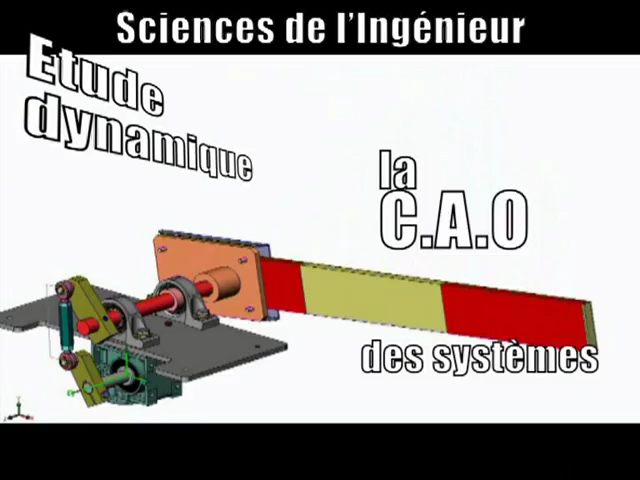 Sciences de l'Ingénieur
Etude
dynamique
la
C.A.O
des systèmes